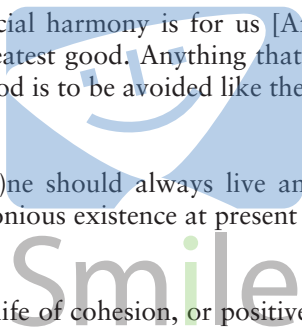 cial harmony is for us [A
eatest good. Anything that
od is to be avoided like the
)ne should always live an
onious existence at present
Smile
life of cohesion, or positive